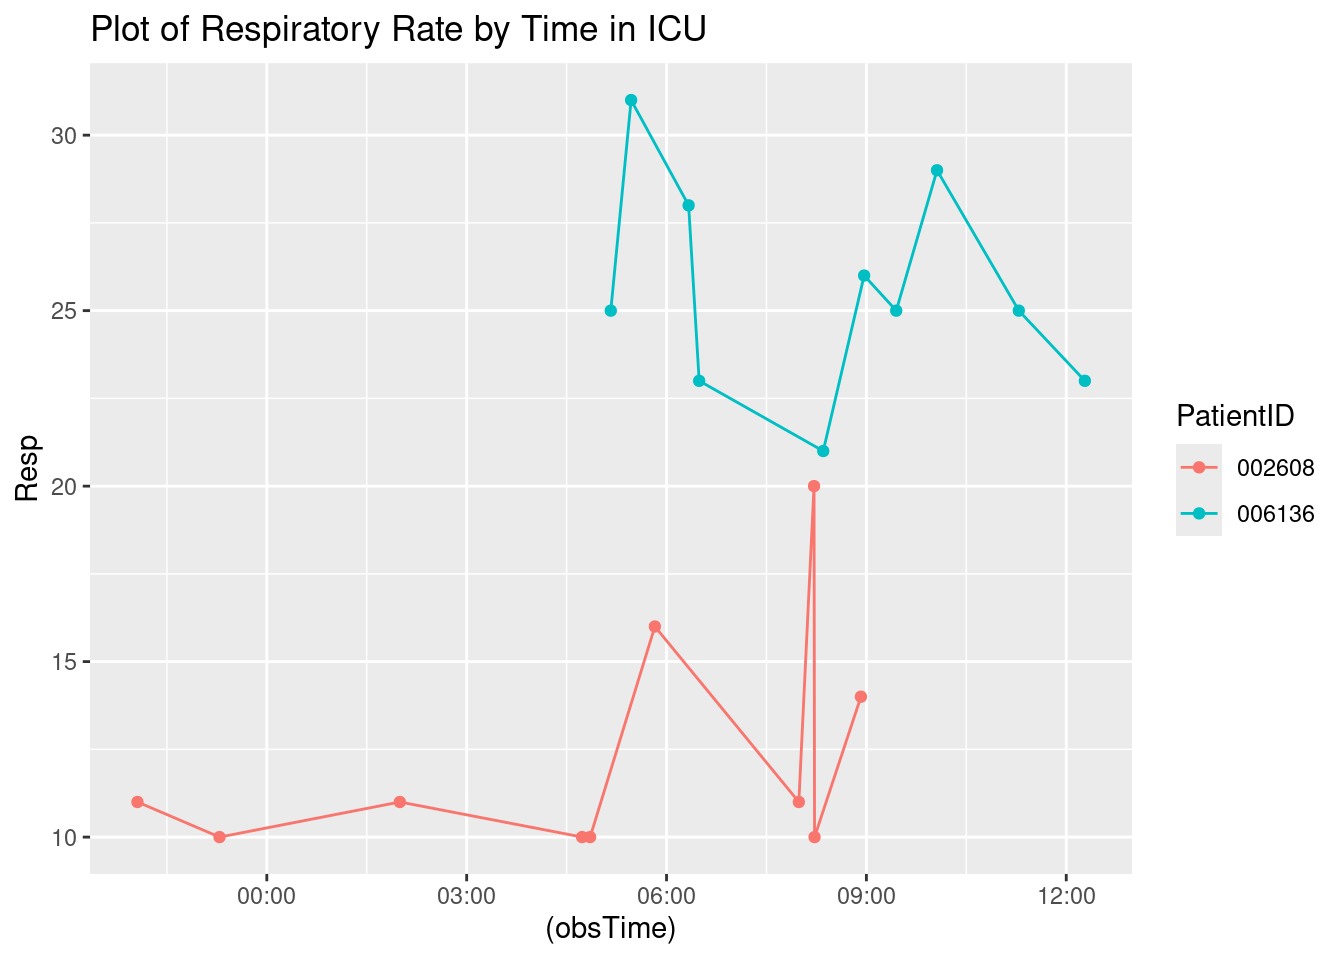 Plot of Respiratory Rate by Time in ICU
30
25
20
15
10
Resp
00:00 03:00 06:00 09:00 12:00
(obsTime)
PatientID
002608
006136